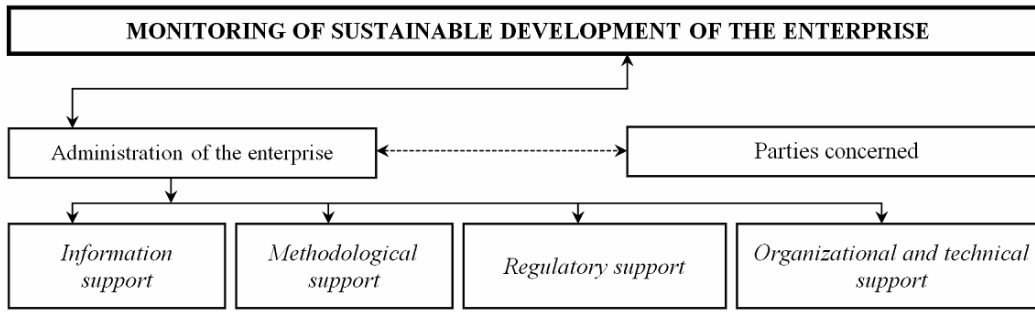 MONITORING OF SUSTAINABLE DEVELOPMENT OF THE ENTERPRISE
Administration of the enterprise
Parties concerned
Information
support
Methodological
support
Regulatory support
Organizational and technical
support